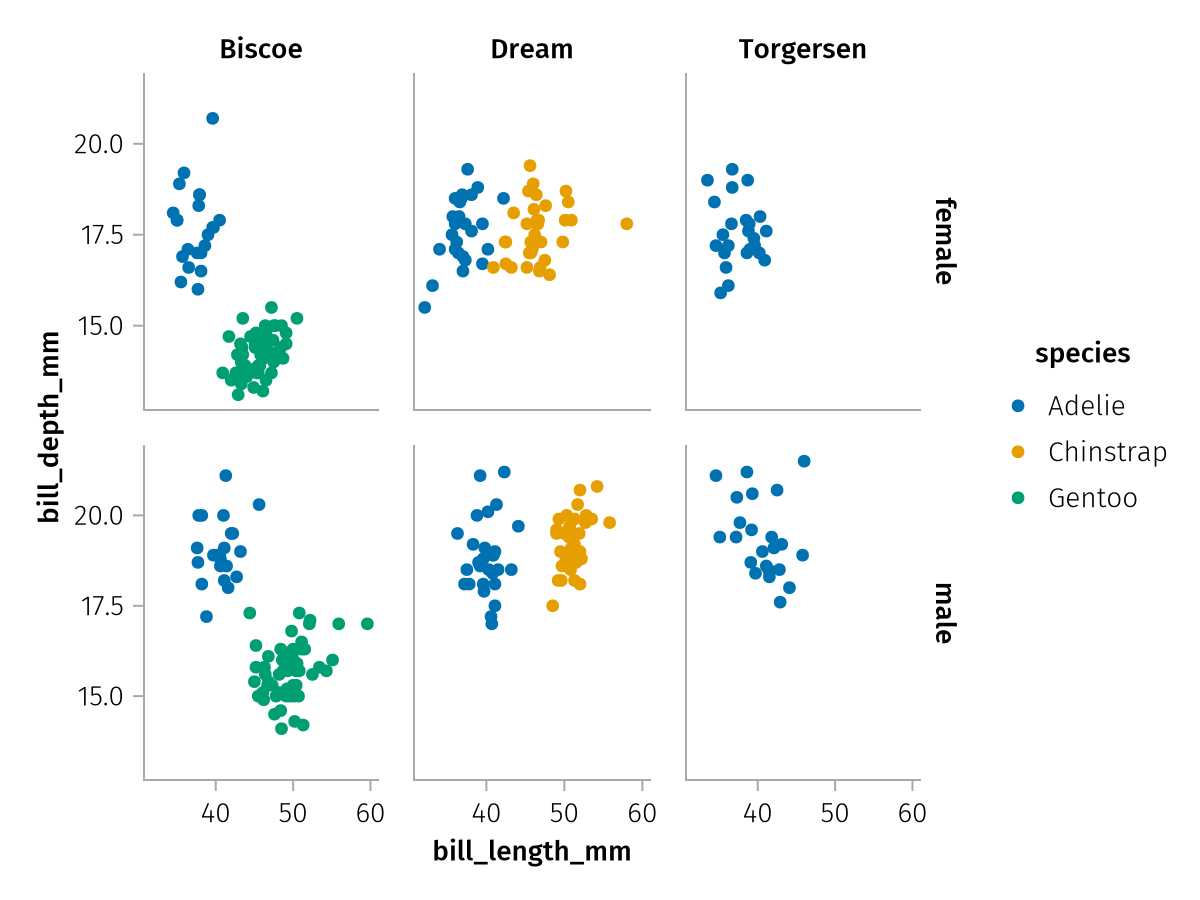 Biscoe Dream Torgersen
20.0
17.5
15.0
female
bill_depth_mm
20.0
17.5
15.0
male
40 50 60 40 50 60 40 50 60
bill_length_mm
species
Adelie
Chinstrap
Gentoo